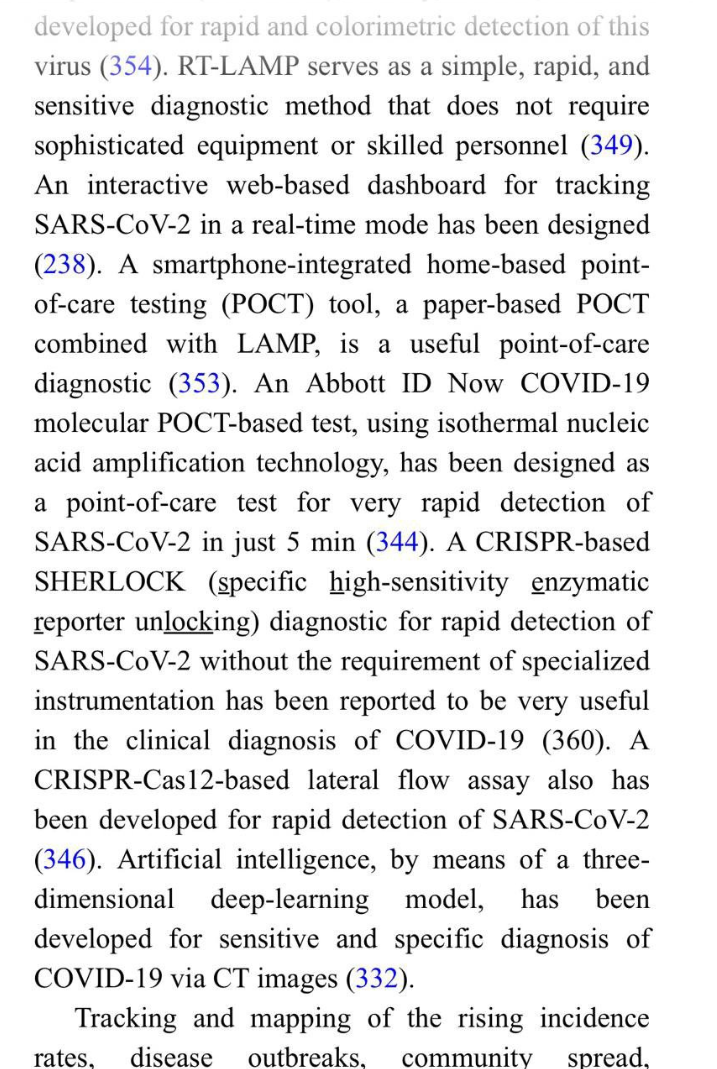 developed for rapid and colorimetric detection of this
virus (354). RT-LAMP serves as a simple, rapid, and
sensitive diagnostic method that does not require
sophisticated equipment or skilled personnel (349).
An interactive web-based dashboard for tracking
SARS-CoV-2 in a real-time mode has been designed
(238). A smartphone-integrated home-based point-
of-care testing (POCT) tool, a paper-based POCT
combined with LAMP, is a useful point-of-care
diagnostic (353). An Abbott ID Now COVID-19
molecular POCT-based test, using isothermal nucleic
acid amplification technology, has been designed as
a point-of-care test for very rapid detection of
SARS-CoV-2 in just 5 min (344). A CRISPR-based
SHERLOCK (specific high-sensitivity enzymatic
reporter unlocking) diagnostic for rapid detection of
SARS-CoV-2 without the requirement of specialized
instrumentation has been reported to be very useful
in the clinical diagnosis of COVID-19 (360). A
CRISPR-Cas12-based lateral flow assay also has
been developed for rapid detection of SARS-CoV-2
(346). Artificial intelligence, by means of a three-
dimensional deep-learning model, has been
developed for sensitive and specific diagnosis of
COVID-19 via CT images (332).
Tracking and mapping of the rising incidence
rates, disease outbreaks, community spread,